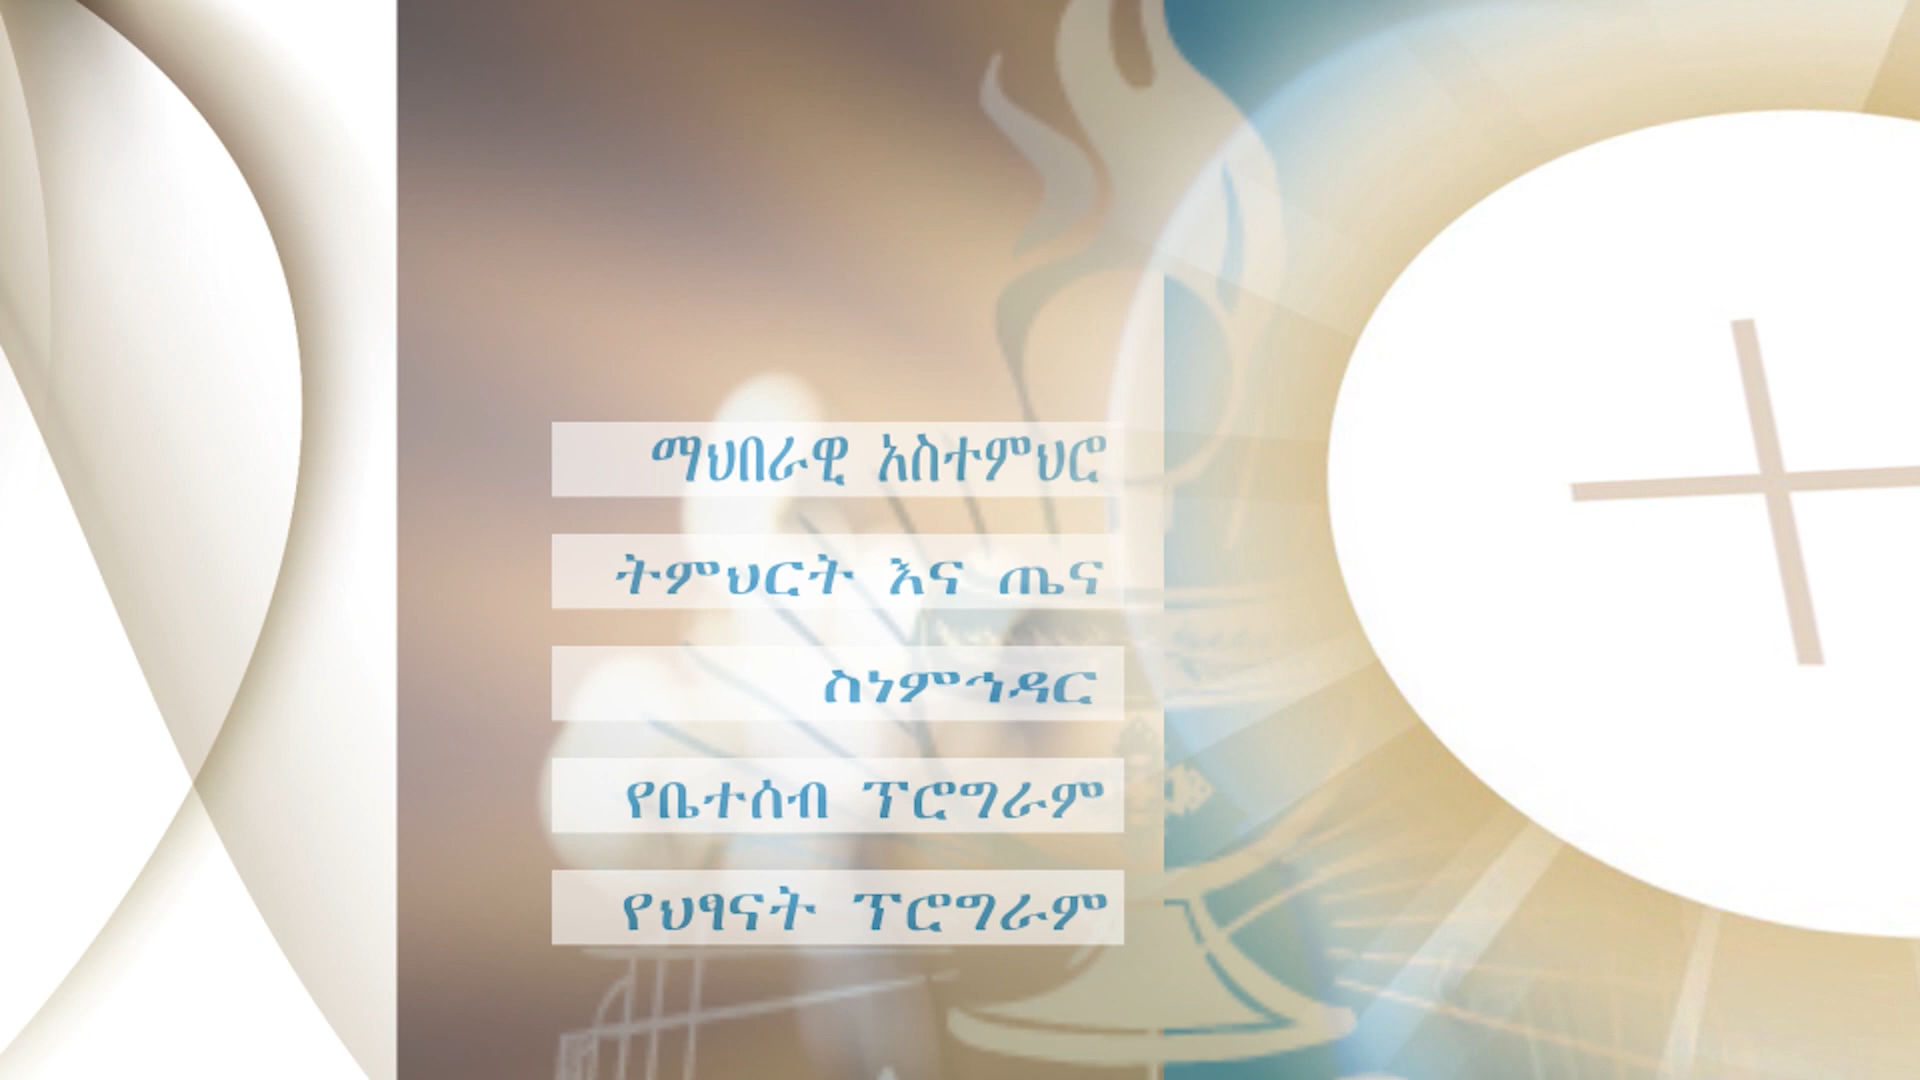 ማህበራዊ አስተምህሮ
ትምህርት እና ጤና
ስነምኅዳር
የቤተሰብ ፕሮግራም
የህፃናት ፕሮግራም